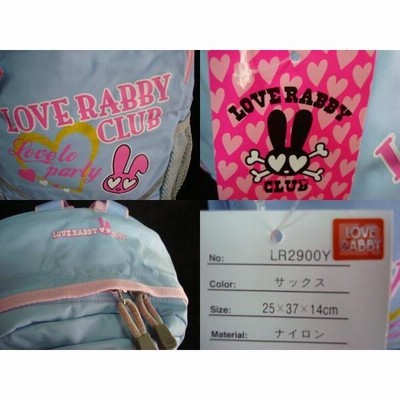 LOVE RABBY
CLUB
Love to
party
LOVE RABBY
CLUB
LOVE RABBY
No: LR2900Y
Color: サックス
Size: 25×37×14cm
Material: ナイロン
LOVE
RABBY